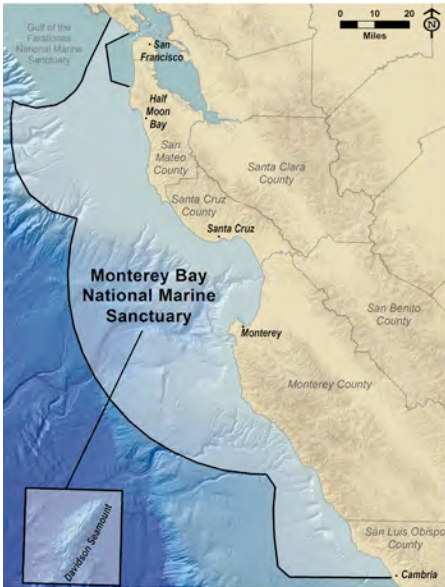 Gulf of the
Farallones
National Marine
Sanctuary
San
Francisco
0 10 20
Miles
N
Half
Moon
Bay
San
Mateo
County
Santa Clara
County
Santa Cruz
County
Santa Cruz
Monterey Bay
National Marine
Sanctuary
San Benito
County
Monterey
Monterey County
Davidson Seamount
San Luis Obispo
County
Cambria